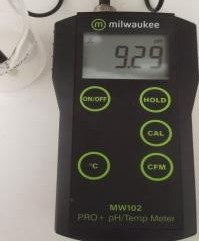 milwaukee
9.29
ON/OFF
HOLD
CAL
°C
CFM
MW102
PRO+ pH/Temp Meter